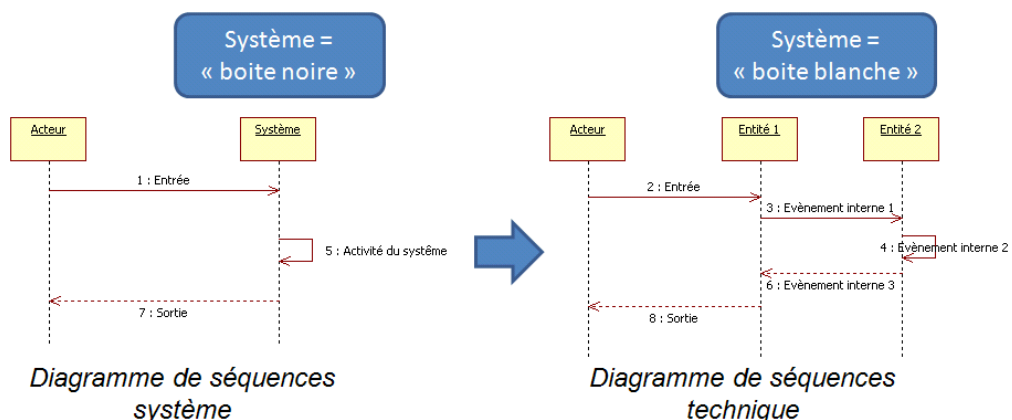 Système =
« boite noire »
Système =
« boite blanche »
Acteur
Système
1 : Entrée
5 : Activité du systême
7 : Sortie
Diagramme de séquences
système
Acteur
Entité 1
Entité 2
2 : Entrée
3 : Evènement interne 1
4 : Evènement interne 2
6 : Evènement interne 3
8 : Sortie
Diagramme de séquences
technique